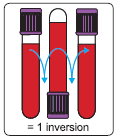 = 1 inversion